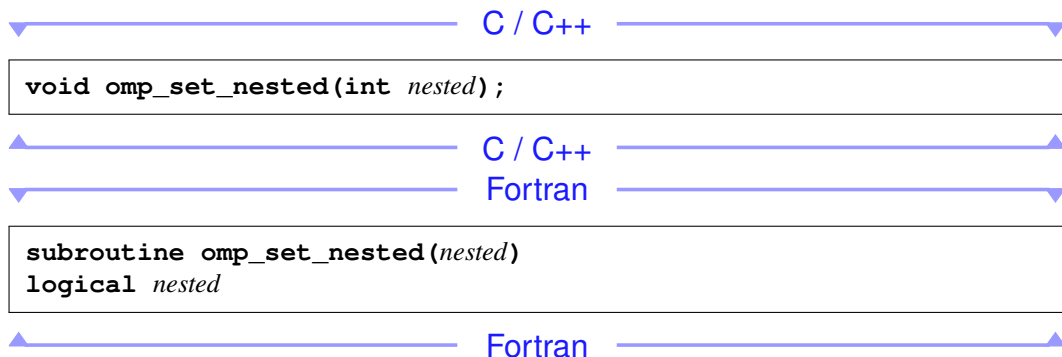 C / C++
void omp_set_nested(int nested);
C / C++
Fortran
subroutine omp_set_nested(nested)
logical nested
Fortran